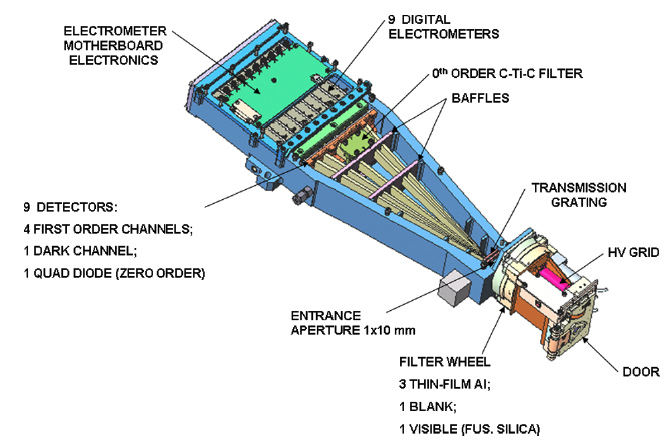 ELECTROMETER
MOTHERBOARD
ELECTRONICS
9 DIGITAL
ELECTROMETERS
0th ORDER C-Ti-C FILTER
BAFFLES
9 DETECTORS:
4 FIRST ORDER CHANNELS;
1 DARK CHANNEL;
1 QUAD DIODE (ZERO ORDER)
TRANSMISSION
GRATING
HV GRID
ENTRANCE
APERTURE 1x10 mm
FILTER WHEEL
3 THIN-FILM Al;
1 BLANK;
1 VISIBLE (FUS. SILICA)
DOOR